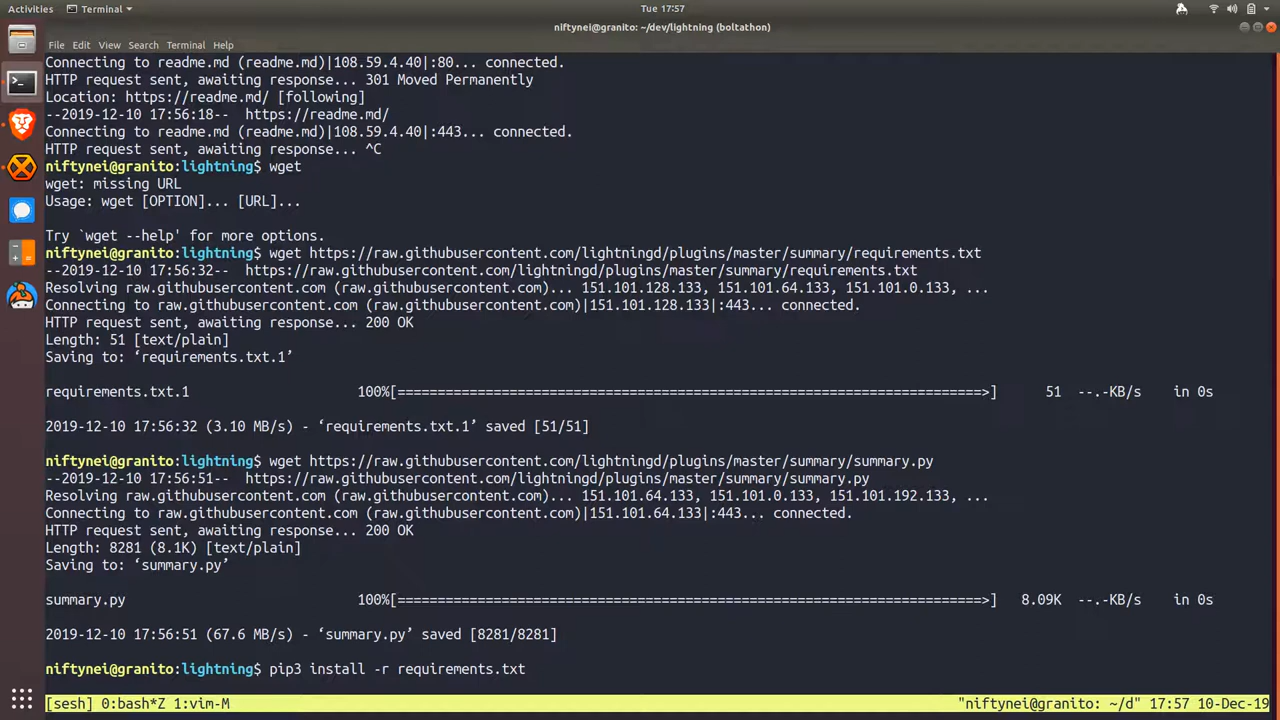 Activities
Terminal
Tue 17:57
niftynei@granito: ~/dev/lightning (boltathon)
File Edit View Search Terminal Help
Connecting to readme.md (readme.md)|108.59.4.40|:80... connected.
HTTP request sent, awaiting response... 301 Moved Permanently
Location: https://readme.md/ [following]
--2019-12-10 17:56:18--  https://readme.md/
Connecting to readme.md (readme.md)|108.59.4.40|:443... connected.
HTTP request sent, awaiting response... ^C
niftynei@granito:lightning$ wget
wget: missing URL
Usage: wget [OPTION]... [URL]...
Try `wget --help' for more options.
niftynei@granito:lightning$ wget https://raw.githubusercontent.com/lightningd/plugins/master/summary/requirements.txt
--2019-12-10 17:56:32--  https://raw.githubusercontent.com/lightningd/plugins/master/summary/requirements.txt
Resolving raw.githubusercontent.com (raw.githubusercontent.com)... 151.101.128.133, 151.101.64.133, 151.101.0.133, ...
Connecting to raw.githubusercontent.com (raw.githubusercontent.com)|151.101.128.133|:443... connected.
HTTP request sent, awaiting response... 200 OK
Length: 51 [text/plain]
Saving to: ‘requirements.txt.1’
requirements.txt.1 100%[=========================================================================>] 51 --.-KB/s in 0s
2019-12-10 17:56:32 (3.10 MB/s) - ‘requirements.txt.1’ saved [51/51]
niftynei@granito:lightning$ wget https://raw.githubusercontent.com/lightningd/plugins/master/summary/summary.py
--2019-12-10 17:56:51--  https://raw.githubusercontent.com/lightningd/plugins/master/summary/summary.py
Resolving raw.githubusercontent.com (raw.githubusercontent.com)... 151.101.64.133, 151.101.0.133, 151.101.192.133, ...
Connecting to raw.githubusercontent.com (raw.githubusercontent.com)|151.101.64.133|:443... connected.
HTTP request sent, awaiting response... 200 OK
Length: 8281 (8.1K) [text/plain]
Saving to: ‘summary.py’
summary.py 100%[=========================================================================>] 8.09K --.-KB/s in 0s
2019-12-10 17:56:51 (67.6 MB/s) - ‘summary.py’ saved [8281/8281]
niftynei@granito:lightning$ pip3 install -r requirements.txt
[sesh] 0:bash*Z 1:vim-M "niftynei@granito: ~/d" 17:57 10-Dec-19